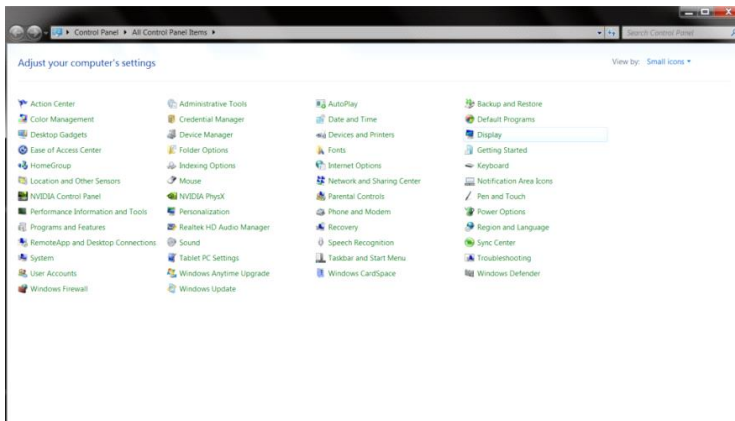 Control Panel ▸ All Control Panel Items ▸
Search Control Panel
Adjust your computer's settings
View by: Small icons
Action Center Administrative Tools AutoPlay Backup and Restore
Color Management Credential Manager Date and Time Default Programs
Desktop Gadgets Device Manager Devices and Printers Display
Ease of Access Center Folder Options Fonts Getting Started
HomeGroup Indexing Options Internet Options Keyboard
Location and Other Sensors Mouse Network and Sharing Center Notification Area Icons
NVIDIA Control Panel NVIDIA PhysX Parental Controls Pen and Touch
Performance Information and Tools Personalization Phone and Modem Power Options
Programs and Features Realtek HD Audio Manager Recovery Region and Language
RemoteApp and Desktop Connections Sound Speech Recognition Sync Center
System Tablet PC Settings Taskbar and Start Menu Troubleshooting
User Accounts Windows Anytime Upgrade Windows CardSpace Windows Defender
Windows Firewall Windows Update